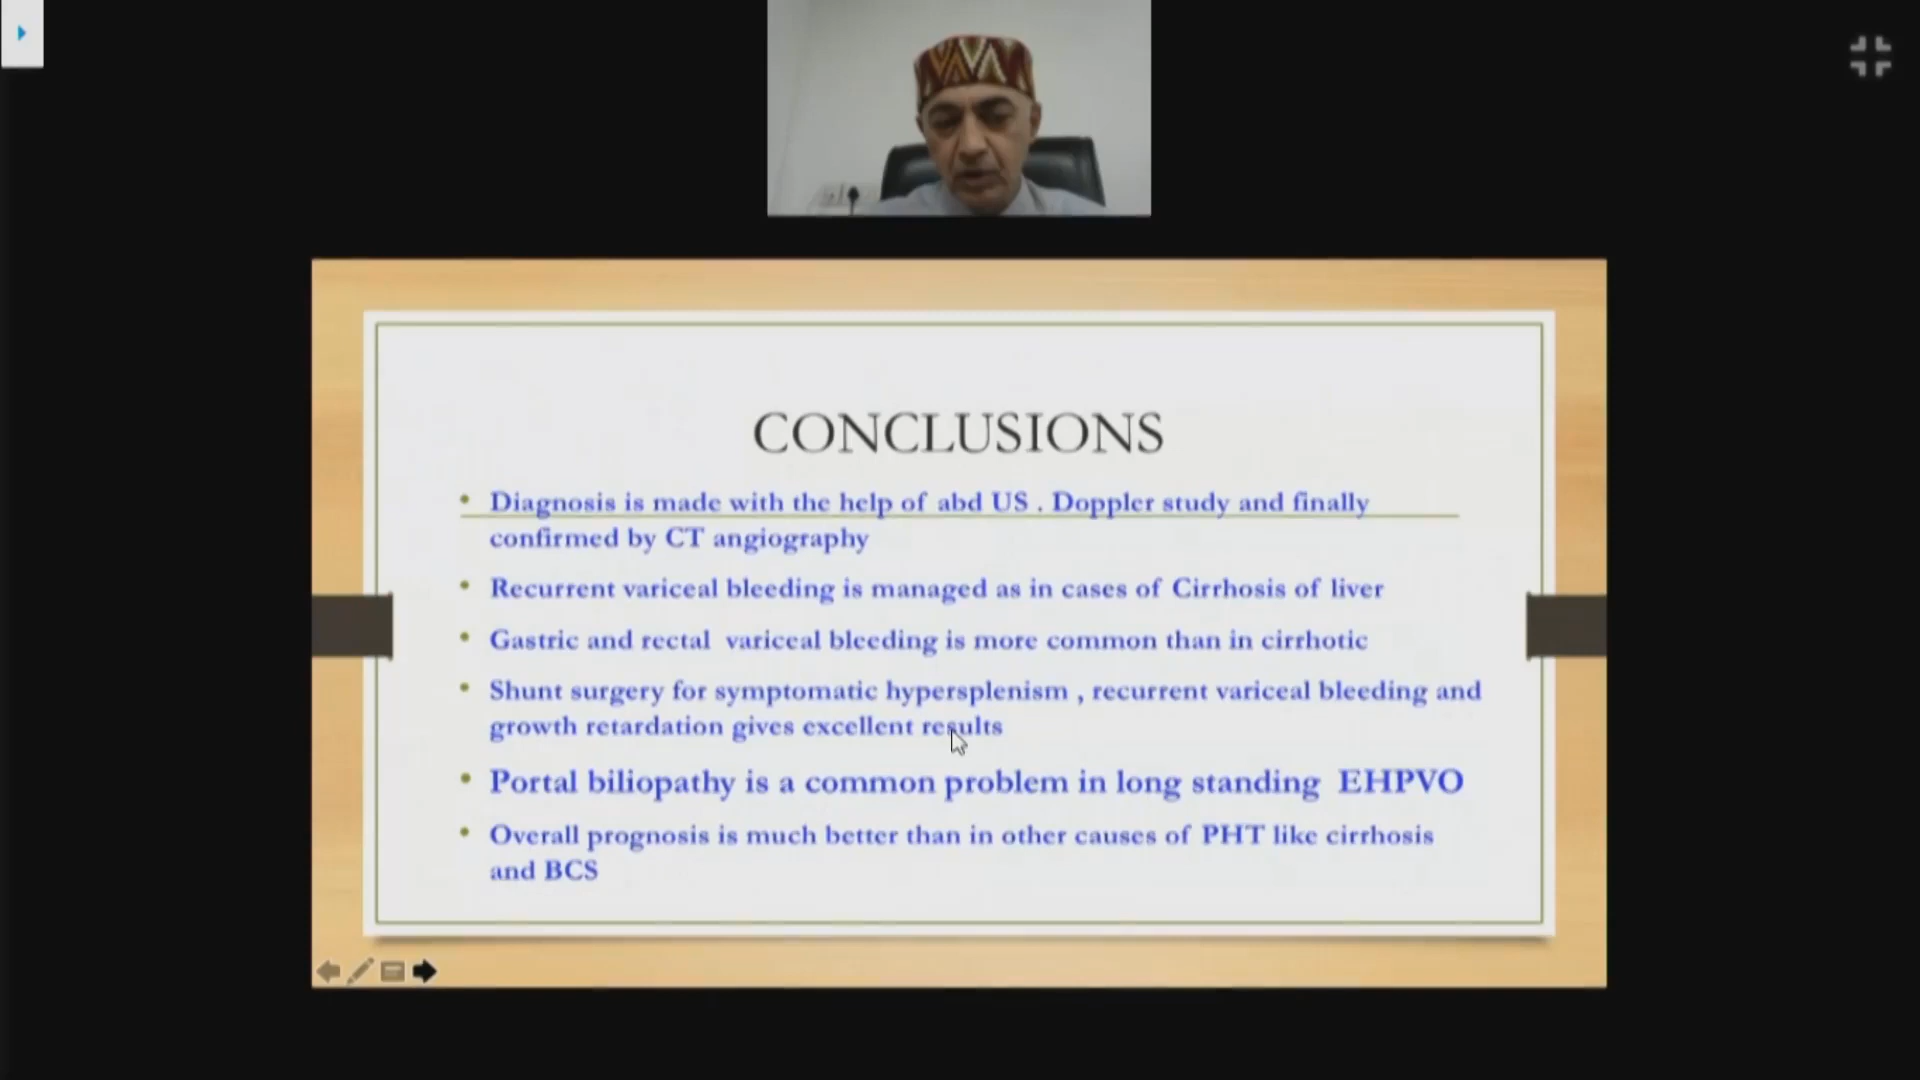 CONCLUSIONS
• Diagnosis is made with the help of abd US . Doppler study and finally
confirmed by CT angiography
• Recurrent variceal bleeding is managed as in cases of Cirrhosis of liver
• Gastric and rectal variceal bleeding is more common than in cirrhotic
• Shunt surgery for symptomatic hypersplenism , recurrent variceal bleeding and
growth retardation gives excellent results
• Portal biliopathy is a common problem in long standing EHPVO
• Overall prognosis is much better than in other causes of PHT like cirrhosis
and BCS